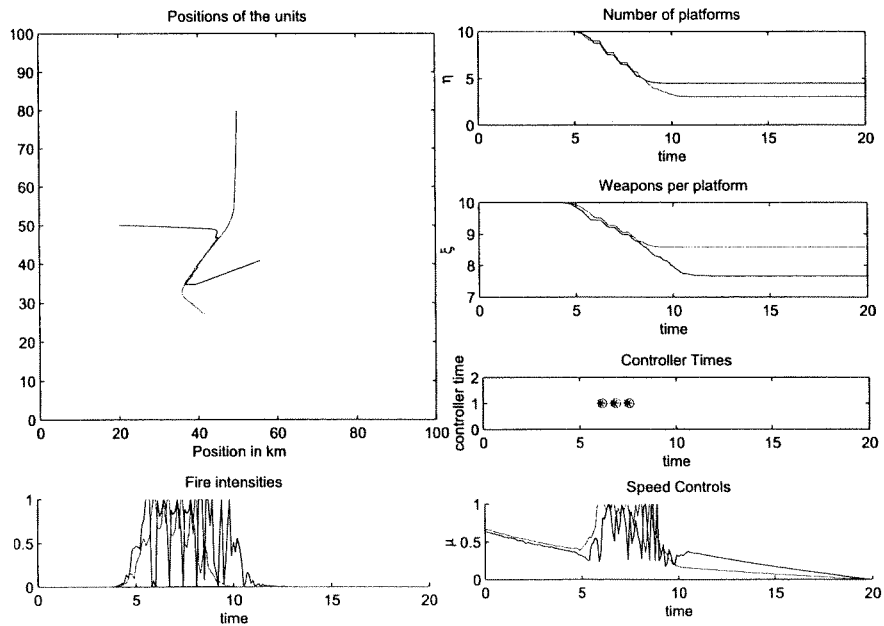 Positions of the units
100
90
80
70
60
50
40
30
20
10
0
0 20 40 60 80 100
Position in km
Number of platforms
10
5
0
η
0 5 10 15 20
time
Weapons per platform
10
9
8
7
ξ
0 5 10 15 20
time
Controller Times
2
1
0
controller time
0 5 10 15 20
time
Fire intensities
1
0.5
0
0 5 10 15 20
time
Speed Controls
1
0.5
0
μ
0 5 10 15 20
time